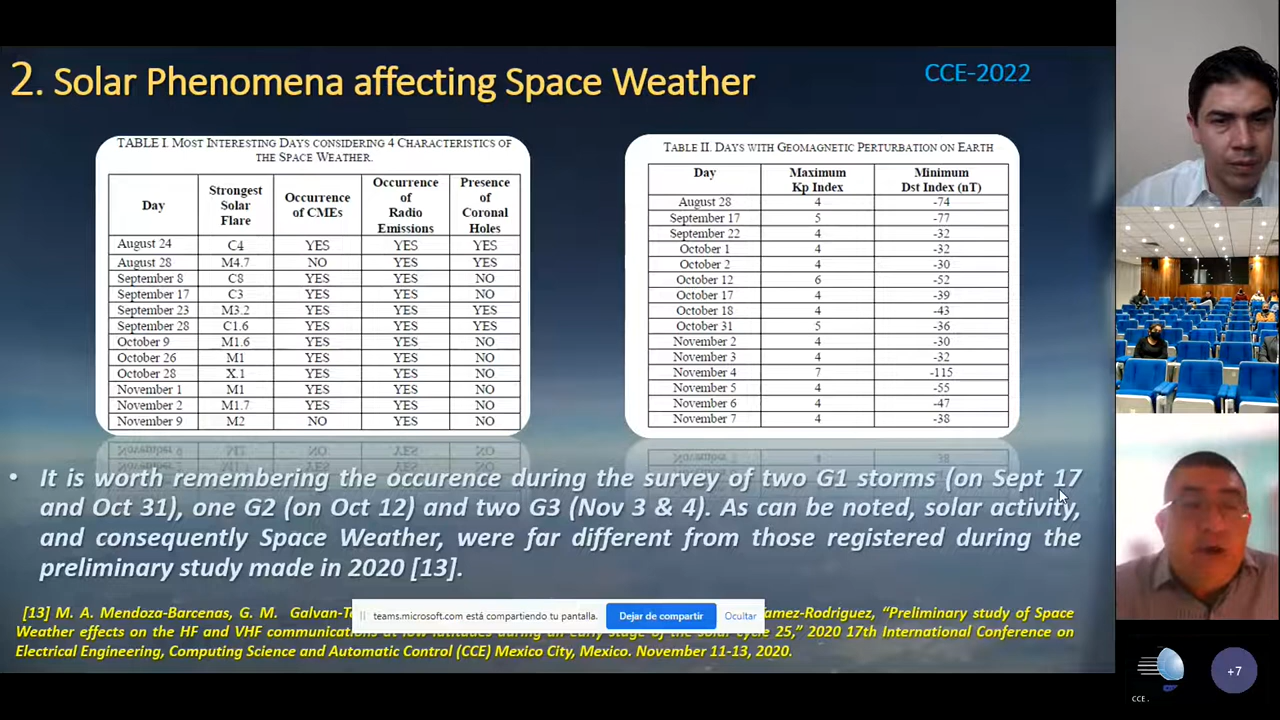 2. Solar Phenomena affecting Space Weather
CCE-2022
TABLE I. MOST INTERESTING DAYS CONSIDERING 4 CHARACTERISTICS OF
THE SPACE WEATHER.
Day Strongest Solar Flare Occurrence of CMEs Occurrence of Radio Emissions Presence of Coronal Holes
August 24 C4 YES YES YES
August 28 M4.7 NO YES YES
September 8 C8 YES YES NO
September 17 C3 YES YES NO
September 23 M3.2 YES YES YES
September 28 C1.6 YES YES YES
October 9 M1.6 YES YES NO
October 26 M1 YES YES NO
October 28 X.1 YES YES NO
November 1 M1 YES YES NO
November 2 M1.7 YES YES NO
November 9 M2 NO YES NO
TABLE II. DAYS WITH GEOMAGNETIC PERTURBATION ON EARTH
Day Maximum Kp Index Minimum Dst Index (nT)
August 28 4 -74
September 17 5 -77
September 22 4 -32
October 1 4 -32
October 2 4 -30
October 12 6 -52
October 17 4 -39
October 18 4 -43
October 31 5 -36
November 2 4 -30
November 3 4 -32
November 4 7 -115
November 5 4 -55
November 6 4 -47
November 7 4 -38
• It is worth remembering the occurence during the survey of two G1 storms (on Sept 17
and Oct 31), one G2 (on Oct 12) and two G3 (Nov 3 & 4). As can be noted, solar activity,
and consequently Space Weather, were far different from those registered during the
preliminary study made in 2020 [13].
[13] M. A. Mendoza-Barcenas, G. M. "Preliminary study of Space
Weather effects on the HF and VHF communications at low latitudes during an early stage of the solar cycle 25," 2020 17th International Conference on
Electrical Engineering, Computing Science and Automatic Control (CCE) Mexico City, Mexico. November 11-13, 2020.
teams.microsoft.com está compartiendo tu pantalla.
Dejar de compartir
Ocultar
CCE .
+7